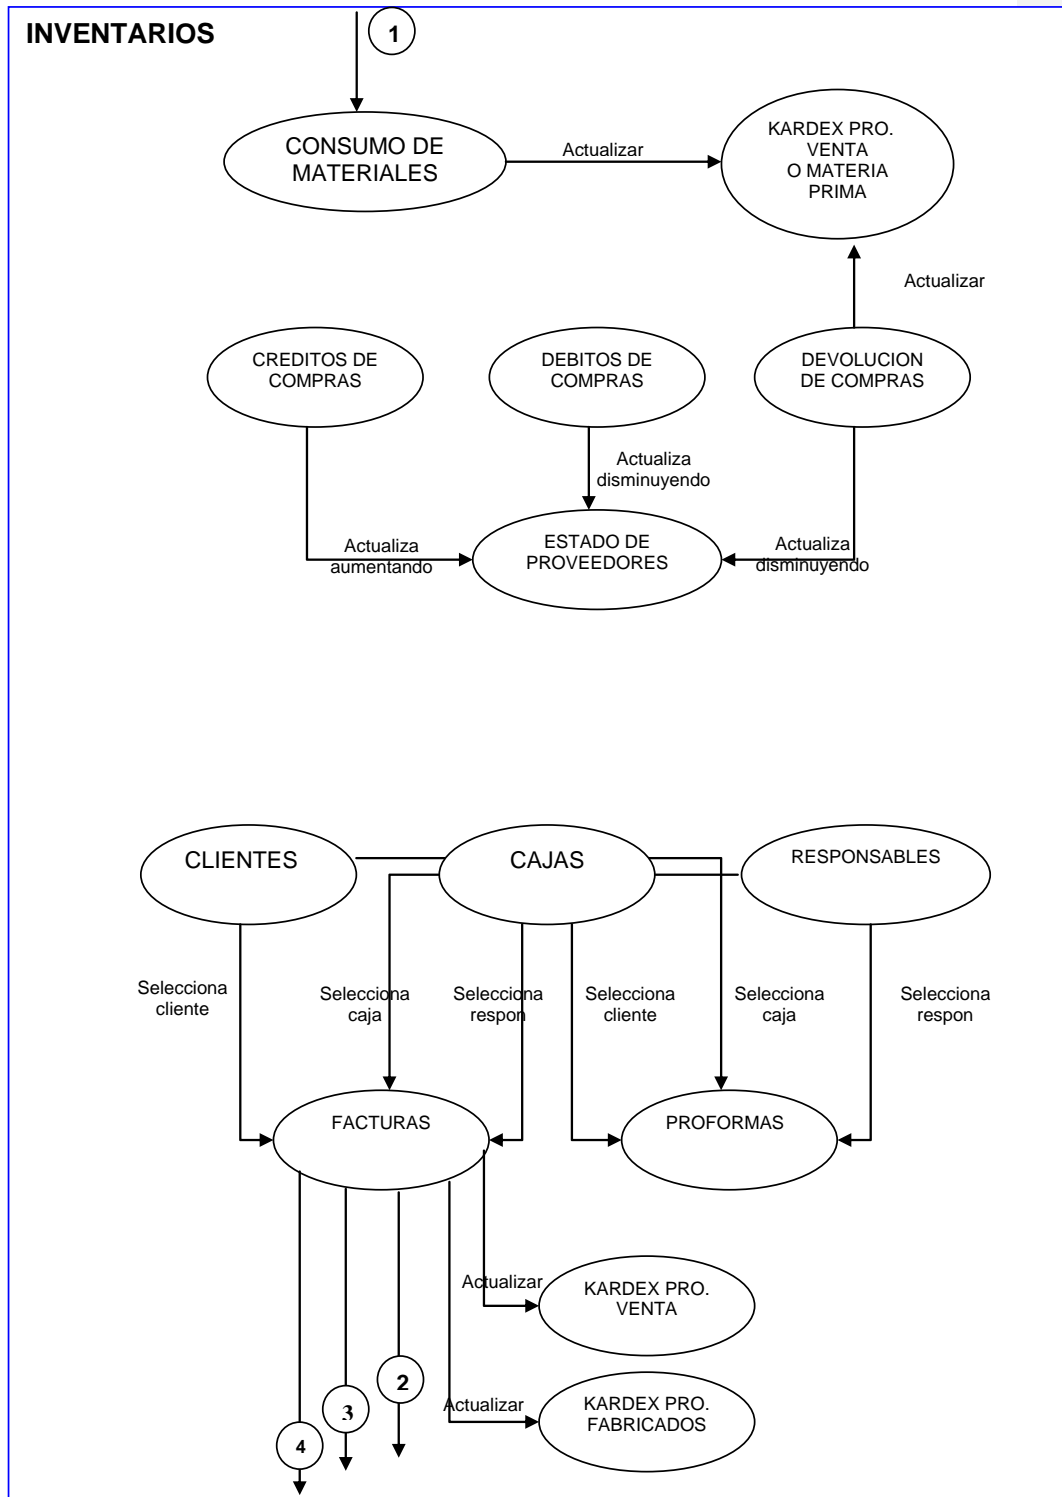 INVENTARIOS
1
CONSUMO DE
MATERIALES
Actualizar
KARDEX PRO.
VENTA
O MATERIA
PRIMA
Actualizar
CREDITOS DE
COMPRAS
DEBITOS DE
COMPRAS
DEVOLUCION
DE COMPRAS
Actualiza
disminuyendo
Actualiza
aumentando
ESTADO DE
PROVEEDORES
Actualiza
disminuyendo
CLIENTES
CAJAS
RESPONSABLES
Selecciona
cliente
Selecciona
caja
Selecciona
respon
Selecciona
cliente
Selecciona
caja
Selecciona
respon
FACTURAS
PROFORMAS
Actualizar
KARDEX PRO.
VENTA
2
3
4
Actualizar
KARDEX PRO.
FABRICADOS